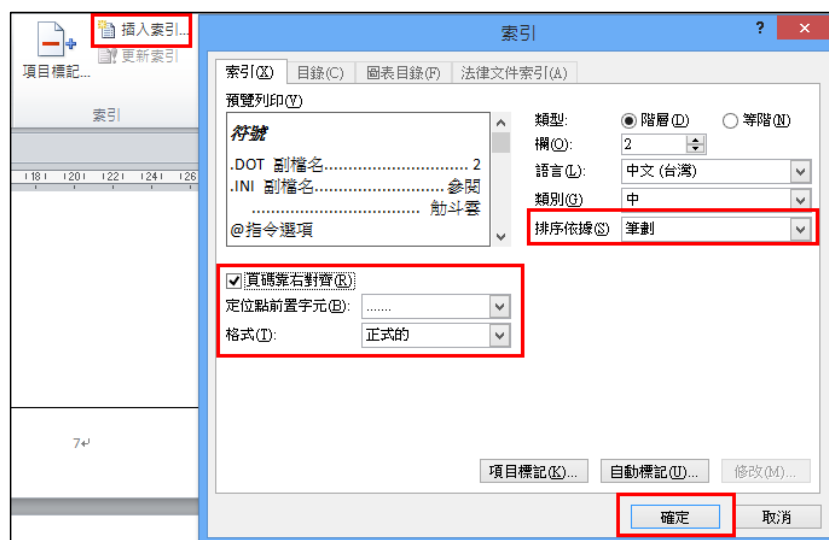 插入索引...
更新索引
項目標記...
索引
181 201 221 241 26
7↵
索引
? ×
索引(X) 目錄(C) 圖表目錄(F) 法律文件索引(A)
預覽列印(V)
符號
.DOT 副檔名.................................. 2
.INI 副檔名............................. 參閱
..................................... 觔斗雲
@指令選項
類型: 階層(D) 等階(N)
欄(O): 2
語言(L): 中文 (台灣)
類別(G) 中
排序依據(S) 筆劃
頁碼靠右對齊(R)
定位點前置字元(B): .......
格式(T): 正式的
項目標記(K)... 自動標記(U)... 修改(M)...
確定 取消